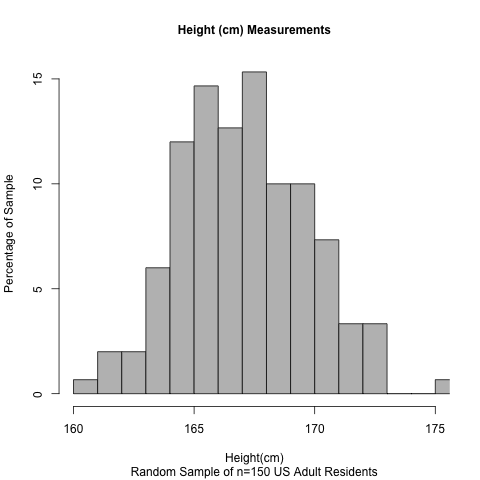 Height (cm) Measurements
Percentage of Sample
15
10
5
0
160
165
170
175
Height(cm)
Random Sample of n=150 US Adult Residents